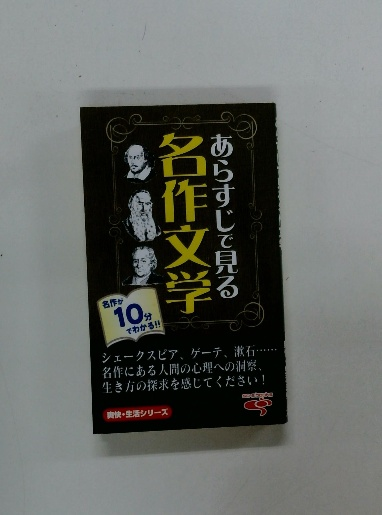 あらすじで見る
名作文学
名作が
10分
でわかる!!
シェークスピア、ゲーテ、漱石……
名作にある人間の心理への洞察、
生き方の探求を感じてください!
爽快・生活シリーズ